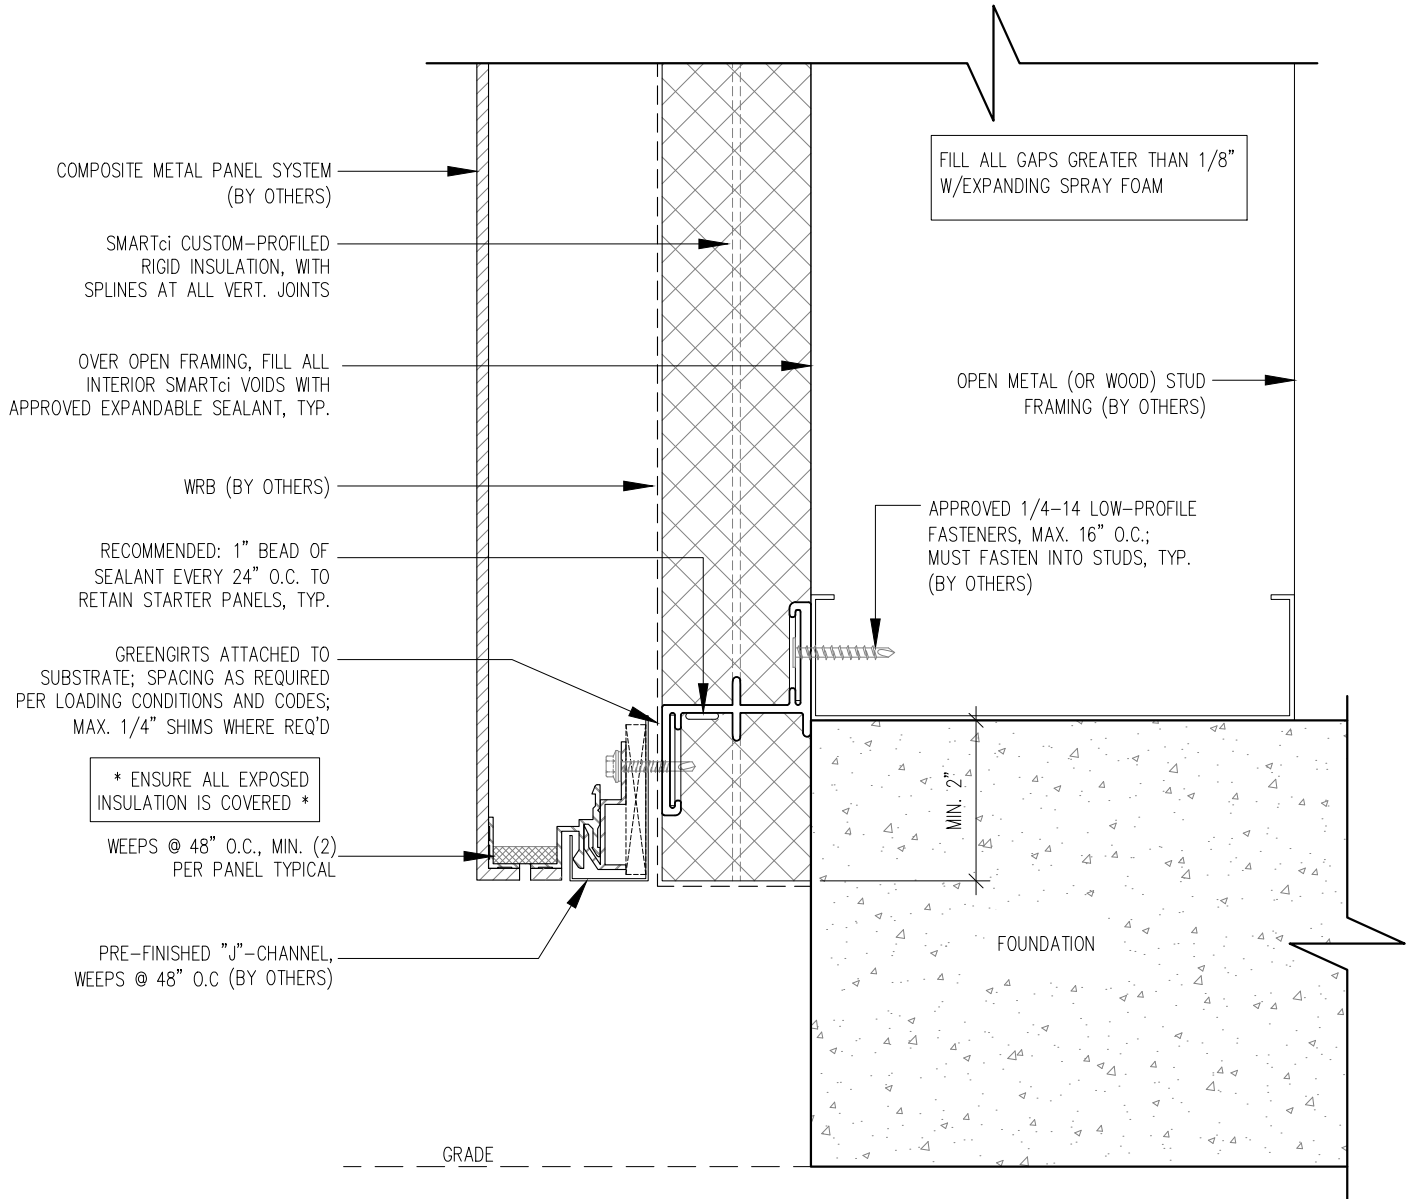 COMPOSITE METAL PANEL SYSTEM
(BY OTHERS)
SMARTci CUSTOM-PROFILED
RIGID INSULATION, WITH
SPLINES AT ALL VERT. JOINTS
OVER OPEN FRAMING, FILL ALL
INTERIOR SMARTci VOIDS WITH
APPROVED EXPANDABLE SEALANT, TYP.
WRB (BY OTHERS)
RECOMMENDED: 1" BEAD OF
SEALANT EVERY 24" O.C. TO
RETAIN STARTER PANELS, TYP.
GREENGIRTS ATTACHED TO
SUBSTRATE; SPACING AS REQUIRED
PER LOADING CONDITIONS AND CODES;
MAX. 1/4" SHIMS WHERE REQ'D
* ENSURE ALL EXPOSED
INSULATION IS COVERED *
WEEPS @ 48" O.C., MIN. (2)
PER PANEL TYPICAL
PRE-FINISHED "J"-CHANNEL,
WEEPS @ 48" O.C (BY OTHERS)
FILL ALL GAPS GREATER THAN 1/8"
W/EXPANDING SPRAY FOAM
OPEN METAL (OR WOOD) STUD
FRAMING (BY OTHERS)
APPROVED 1/4-14 LOW-PROFILE
FASTENERS, MAX. 16" O.C.;
MUST FASTEN INTO STUDS, TYP.
(BY OTHERS)
MIN. 2"
FOUNDATION
GRADE